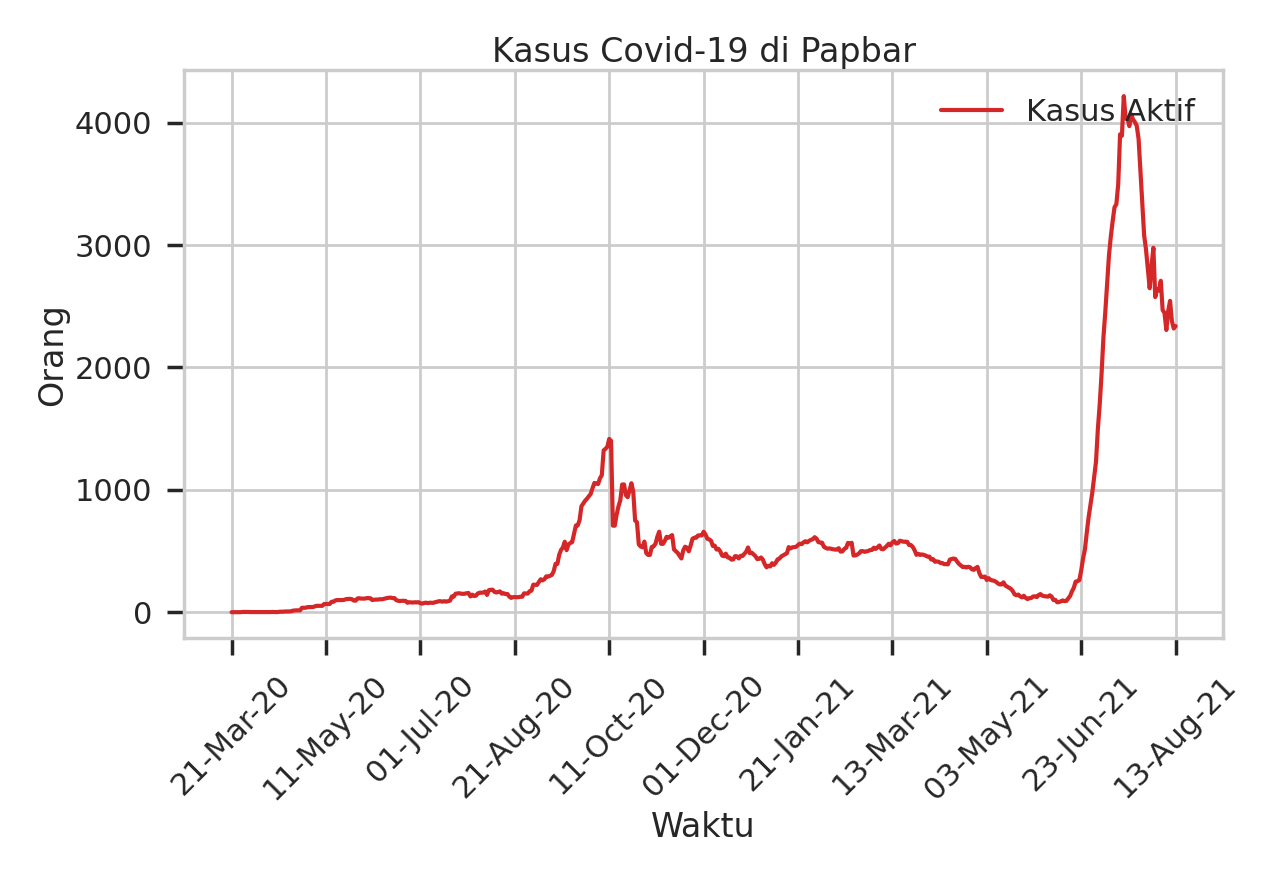 Kasus Covid-19 di Papbar
Kasus Aktif
4000
3000
2000
1000
0
Orang
21-Mar-20
11-May-20
01-Jul-20
21-Aug-20
11-Oct-20
01-Dec-20
21-Jan-21
13-Mar-21
03-May-21
23-Jun-21
13-Aug-21
Waktu